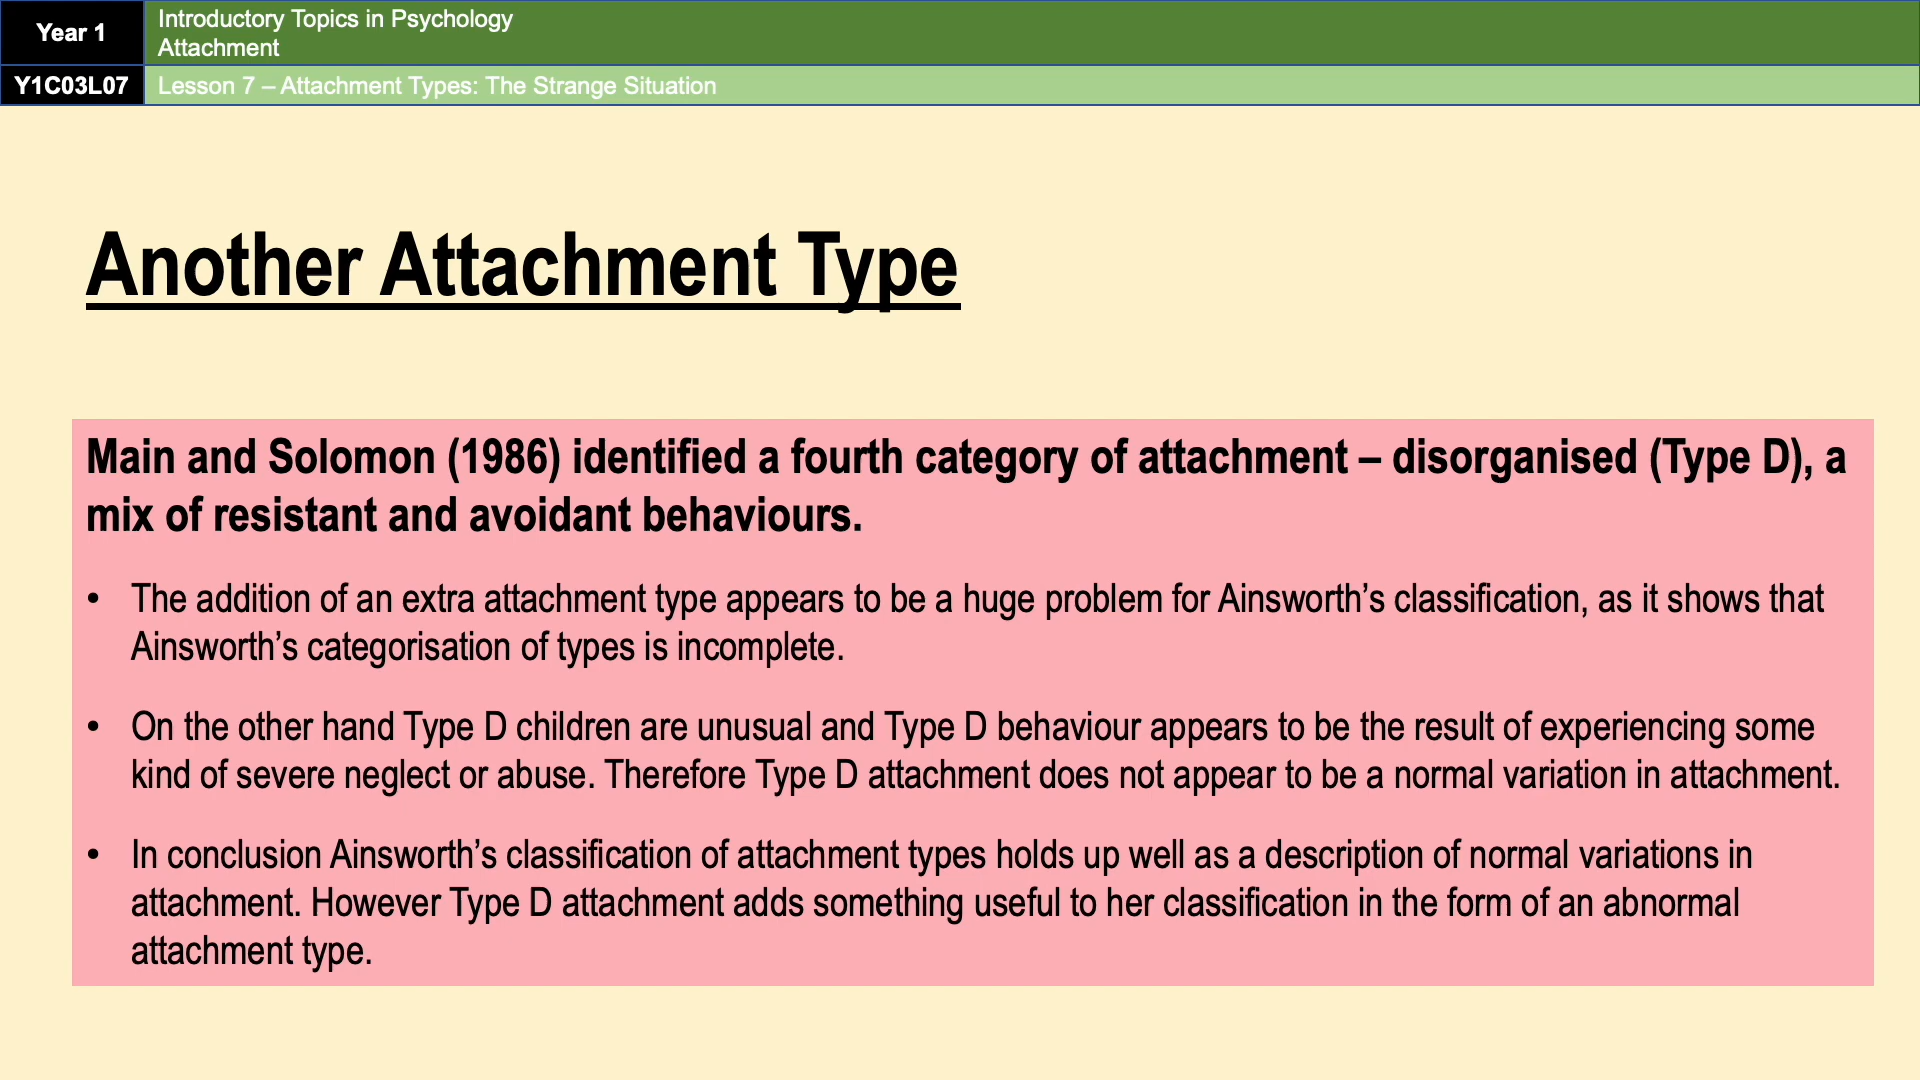 Year 1
Introductory Topics in Psychology
Attachment
Y1C03L07
Lesson 7 – Attachment Types: The Strange Situation
Another Attachment Type
Main and Solomon (1986) identified a fourth category of attachment – disorganised (Type D), a
mix of resistant and avoidant behaviours.
• The addition of an extra attachment type appears to be a huge problem for Ainsworth’s classification, as it shows that
Ainsworth’s categorisation of types is incomplete.
• On the other hand Type D children are unusual and Type D behaviour appears to be the result of experiencing some
kind of severe neglect or abuse. Therefore Type D attachment does not appear to be a normal variation in attachment.
• In conclusion Ainsworth’s classification of attachment types holds up well as a description of normal variations in
attachment. However Type D attachment adds something useful to her classification in the form of an abnormal
attachment type.